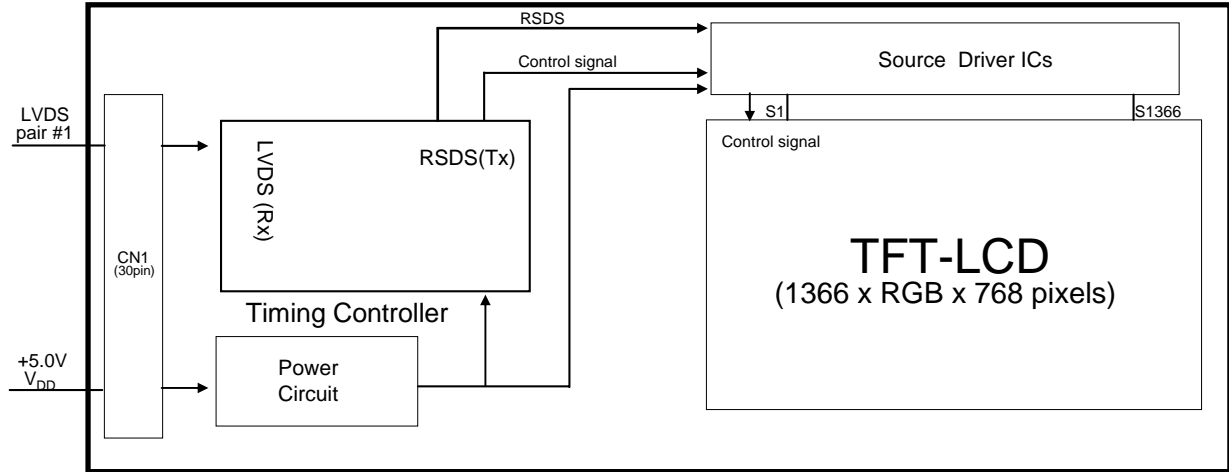 RSDS
Control signal
Source Driver ICs
S1
S1366
LVDS
pair #1
LVDS (Rx)
RSDS(Tx)
Control signal
CN1
(30pin)
TFT-LCD
(1366 x RGB x 768 pixels)
Timing Controller
+5.0V
VDD
Power
Circuit